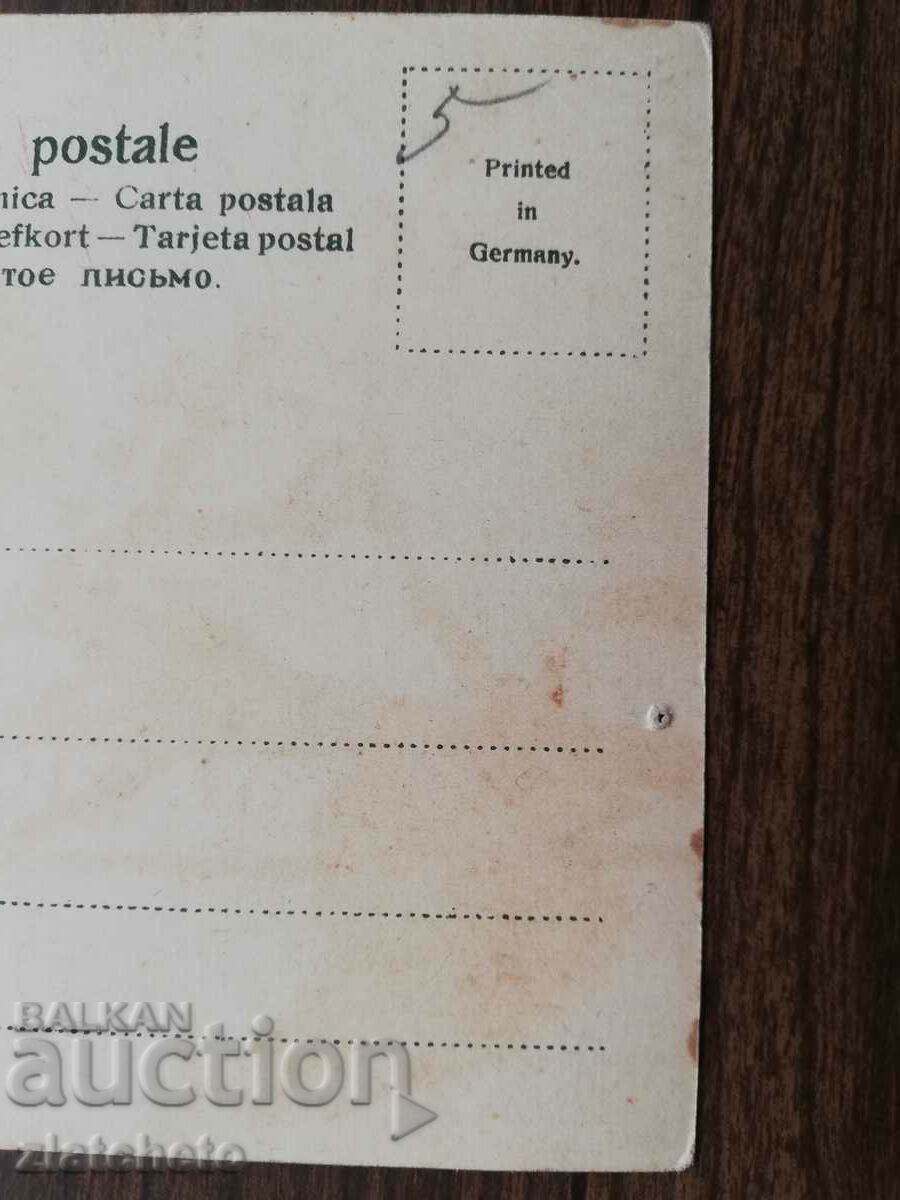 postale
nica — Carta postala
efkort — Tarjeta postal
тое письмо.
5
Printed
in
Germany.
BALKAN
auction
zlatcheto